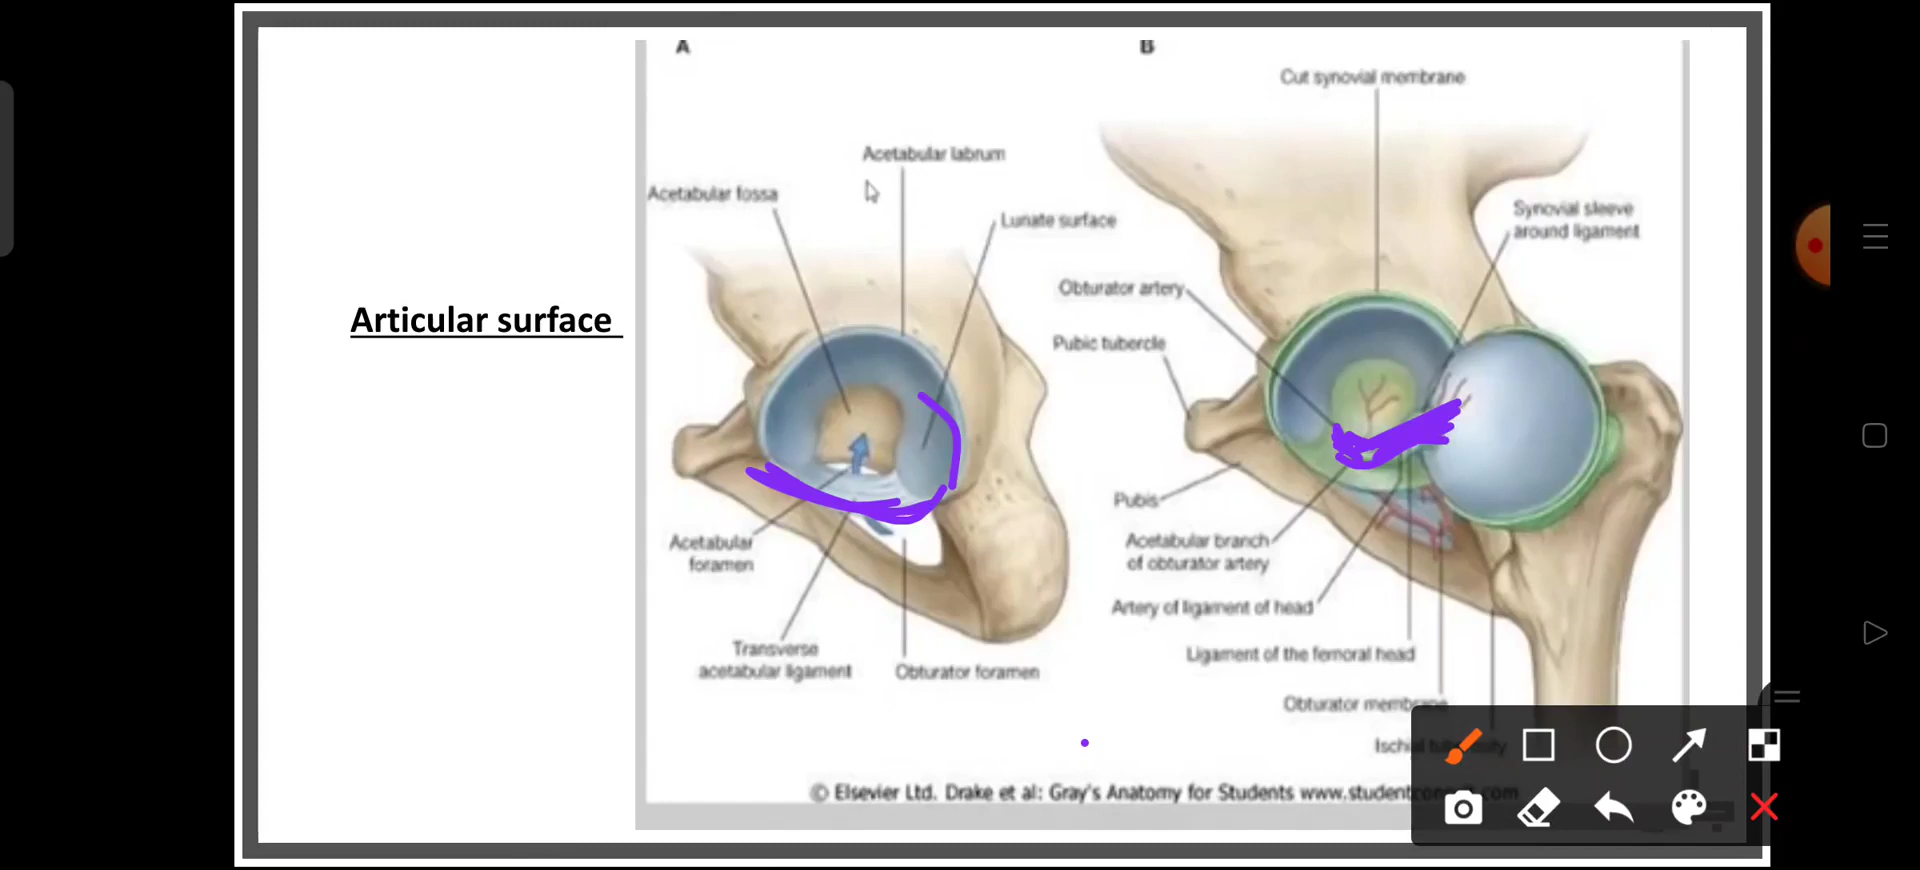 Articular surface
A
Acetabular labrum
Acetabular fossa
Lunate surface
Acetabular
foramen
Transverse
acetabular ligament
Obturator foramen
B
Cut synovial membrane
Synovial sleeve
around ligament
Obturator artery
Pubic tubercle
Pubis
Acetabular branch
of obturator artery
Artery of ligament of head
Ligament of the femoral head
Obturator membrane
© Elsevier Ltd. Drake et al: Gray's Anatomy for Students